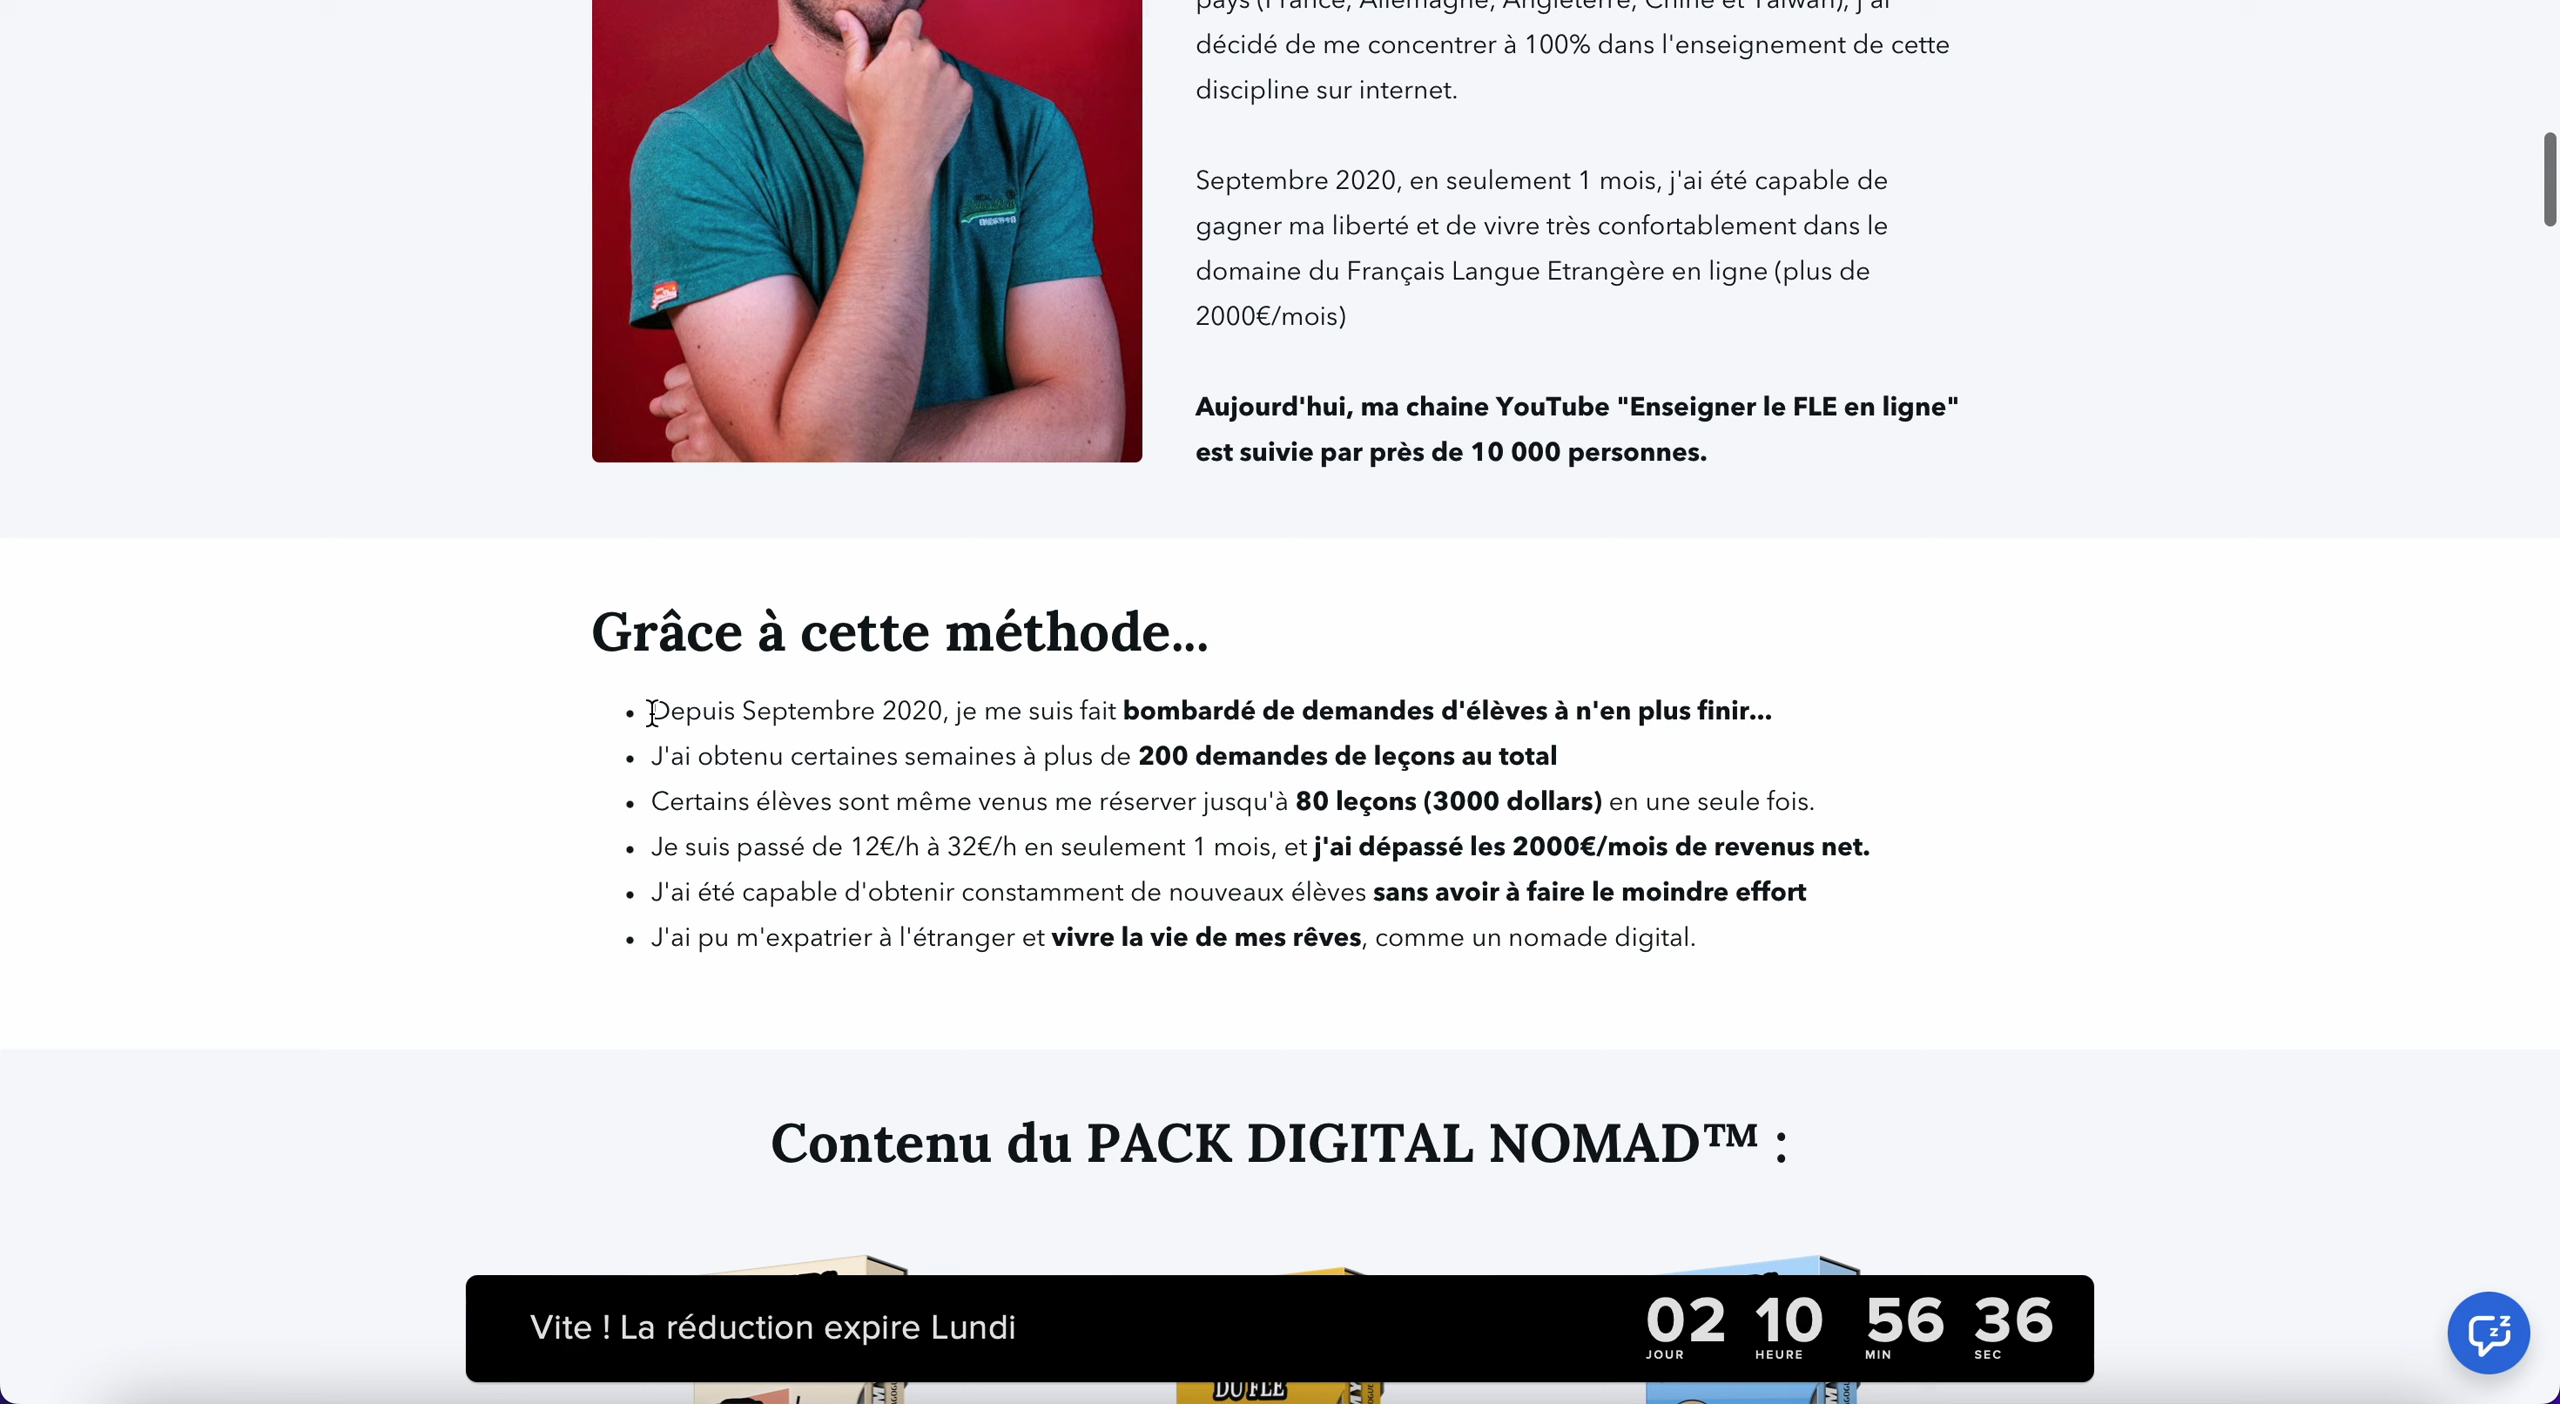 décidé de me concentrer à 100% dans l'enseignement de cette
discipline sur internet.
Septembre 2020, en seulement 1 mois, j'ai été capable de
gagner ma liberté et de vivre très confortablement dans le
domaine du Français Langue Etrangère en ligne (plus de
2000€/mois)
Aujourd'hui, ma chaine YouTube "Enseigner le FLE en ligne"
est suivie par près de 10 000 personnes.
Grâce à cette méthode...
• Depuis Septembre 2020, je me suis fait bombardé de demandes d'élèves à n'en plus finir...
• J'ai obtenu certaines semaines à plus de 200 demandes de leçons au total
• Certains élèves sont même venus me réserver jusqu'à 80 leçons (3000 dollars) en une seule fois.
• Je suis passé de 12€/h à 32€/h en seulement 1 mois, et j'ai dépassé les 2000€/mois de revenus net.
• J'ai été capable d'obtenir constamment de nouveaux élèves sans avoir à faire le moindre effort
• J'ai pu m'expatrier à l'étranger et vivre la vie de mes rêves, comme un nomade digital.
Contenu du PACK DIGITAL NOMAD™ :
Vite ! La réduction expire Lundi
02 10 56 36
JOUR HEURE MIN SEC
DU FLE